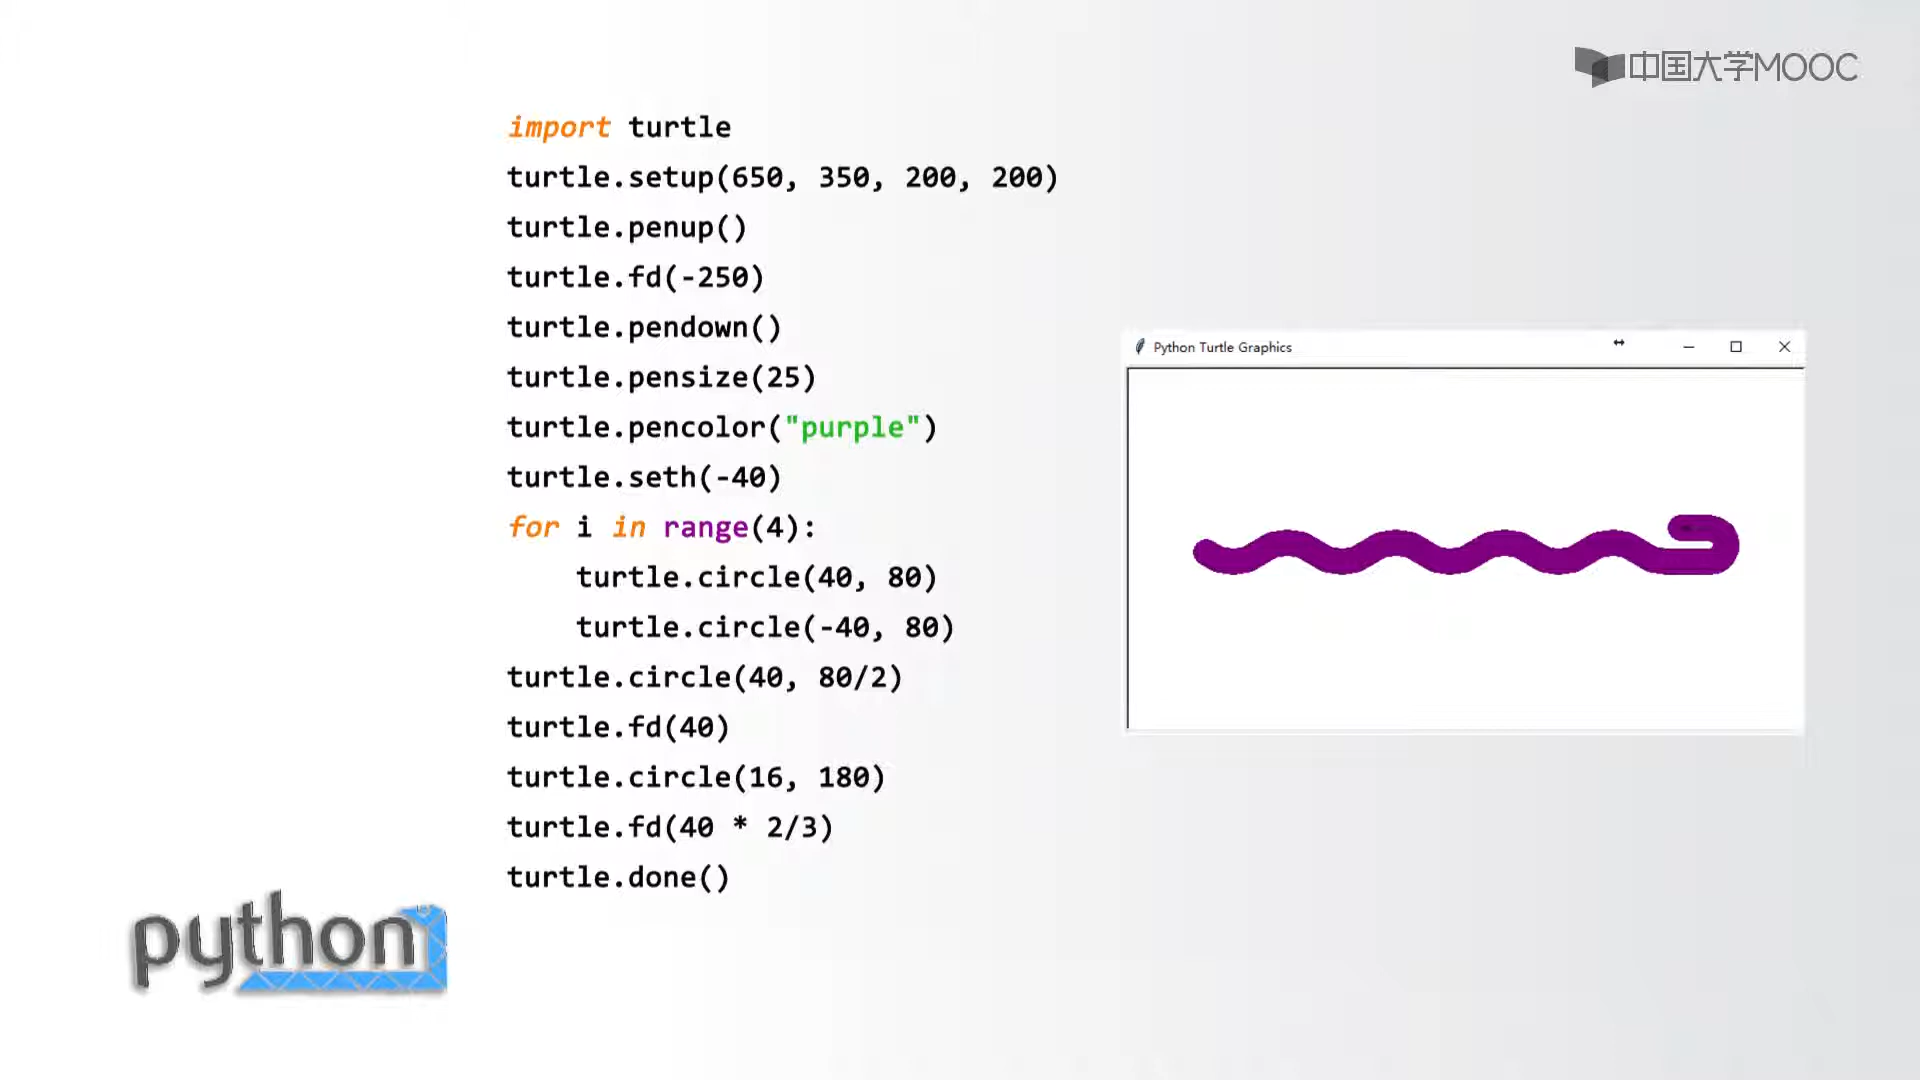 中国大学MOOC
import turtle
turtle.setup(650, 350, 200, 200)
turtle.penup()
turtle.fd(-250)
turtle.pendown()
turtle.pensize(25)
turtle.pencolor("purple")
turtle.seth(-40)
for i in range(4):
    turtle.circle(40, 80)
    turtle.circle(-40, 80)
turtle.circle(40, 80/2)
turtle.fd(40)
turtle.circle(16, 180)
turtle.fd(40 * 2/3)
turtle.done()
Python Turtle Graphics
python